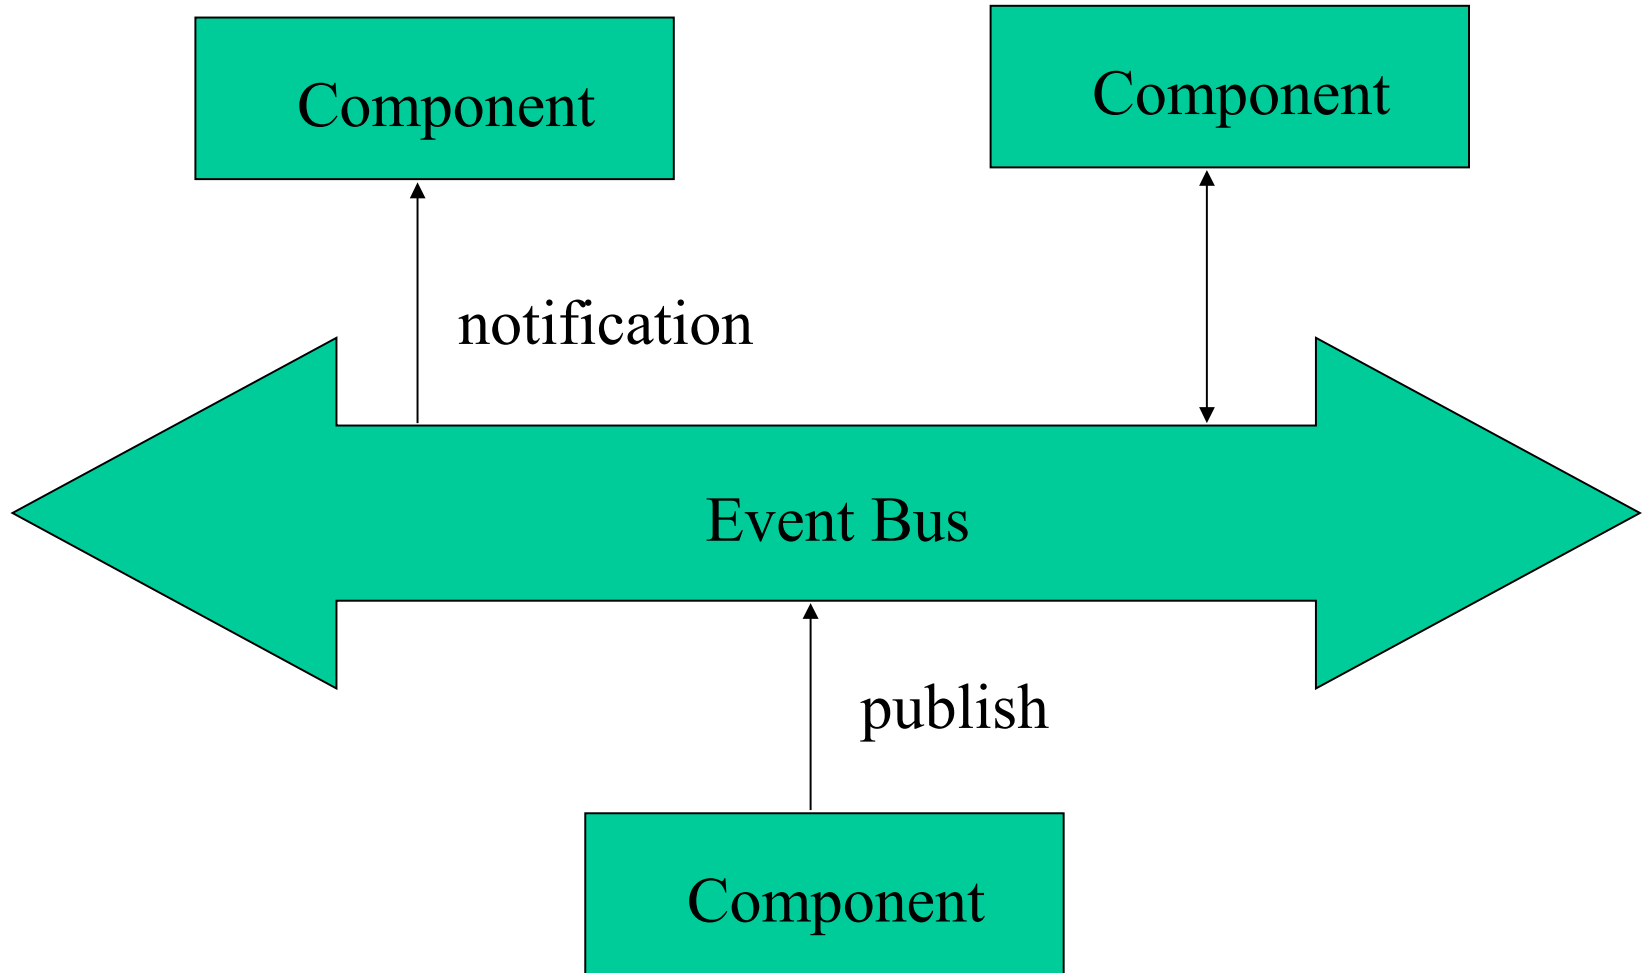 Component
Component
notification
Event Bus
publish
Component